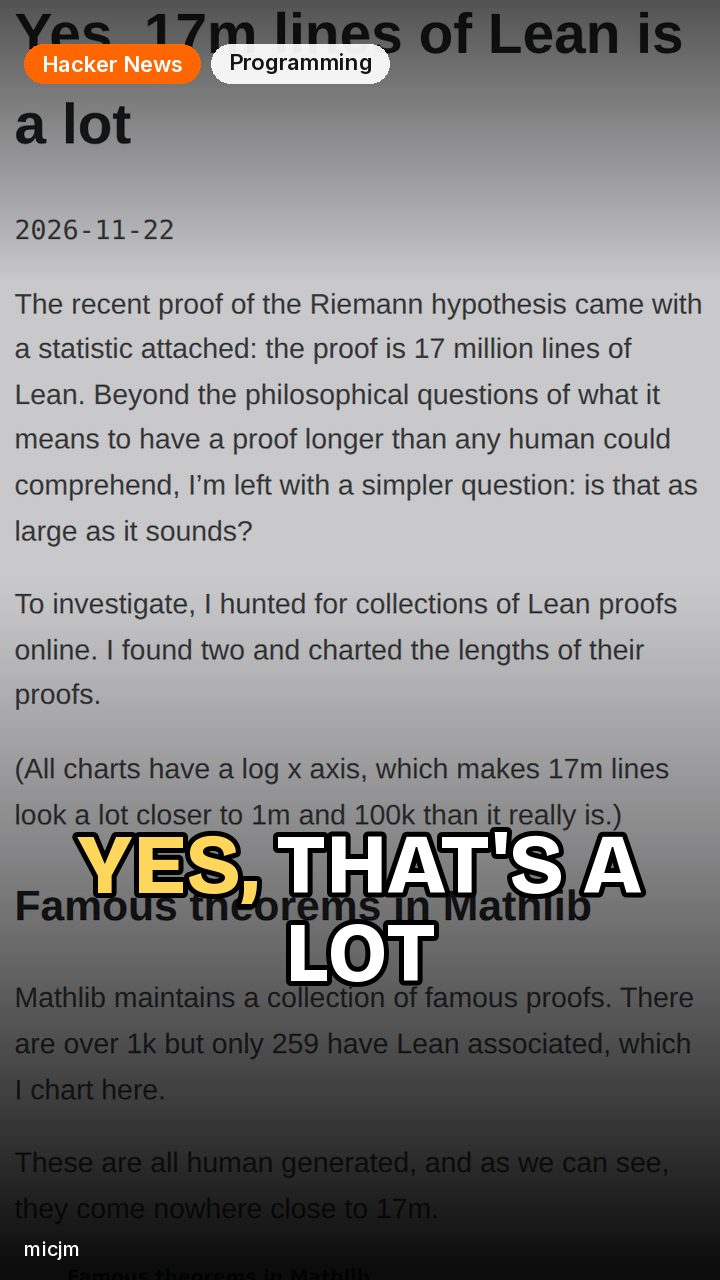 Yes, 17m lines of Lean is
Hacker News
Programming
a lot
2026-11-22
The recent proof of the Riemann hypothesis came with
a statistic attached: the proof is 17 million lines of
Lean. Beyond the philosophical questions of what it
means to have a proof longer than any human could
comprehend, I’m left with a simpler question: is that as
large as it sounds?
To investigate, I hunted for collections of Lean proofs
online. I found two and charted the lengths of their
proofs.
(All charts have a log x axis, which makes 17m lines
look a lot closer to 1m and 100k than it really is.)
YES, THAT'S A
Famous theorems in Mathlib
LOT
Mathlib maintains a collection of famous proofs. There
are over 1k but only 259 have Lean associated, which
I chart here.
These are all human generated, and as we can see,
they come nowhere close to 17m.
micjm
Famous theorems in Mathlib